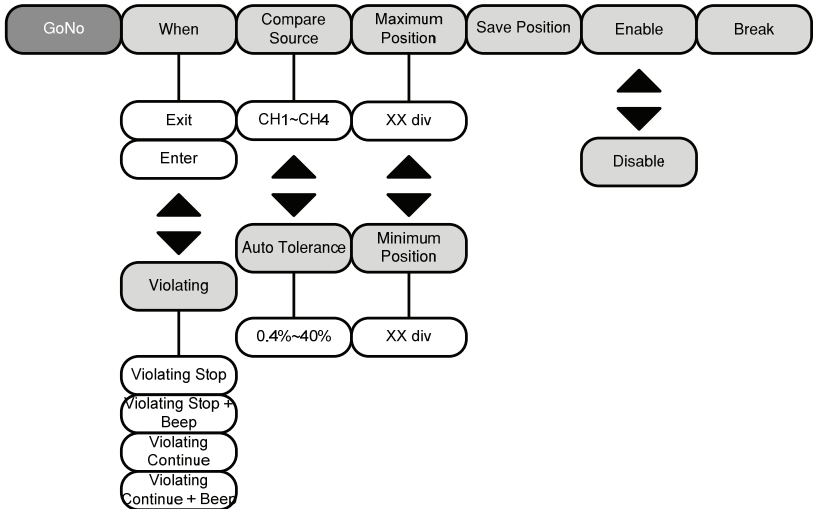 GoNo
When
Compare
Source
Maximum
Position
Save Position
Enable
Break
Exit
Enter
CH1~CH4
XX div
Disable
Auto Tolerance
Minimum
Position
Violating
0.4%~40%
XX div
Violating Stop
Violating Stop +
Beep
Violating
Continue
Violating
Continue + Beep